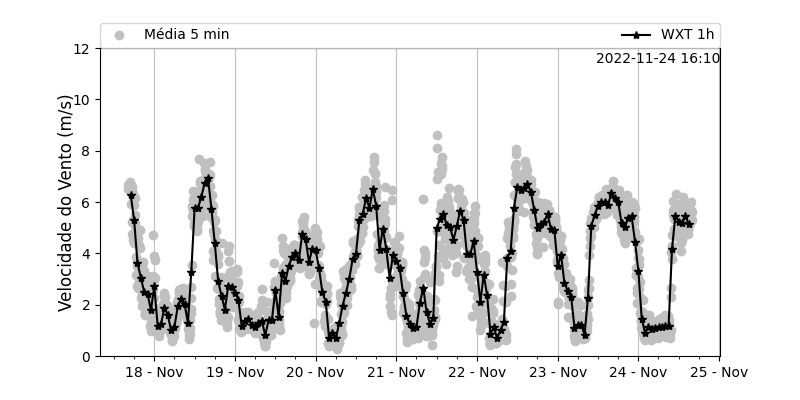 Média 5 min
WXT 1h
2022-11-24 16:10
Velocidade do Vento (m/s)
12
10
8
6
4
2
0
18 - Nov
19 - Nov
20 - Nov
21 - Nov
22 - Nov
23 - Nov
24 - Nov
25 - Nov